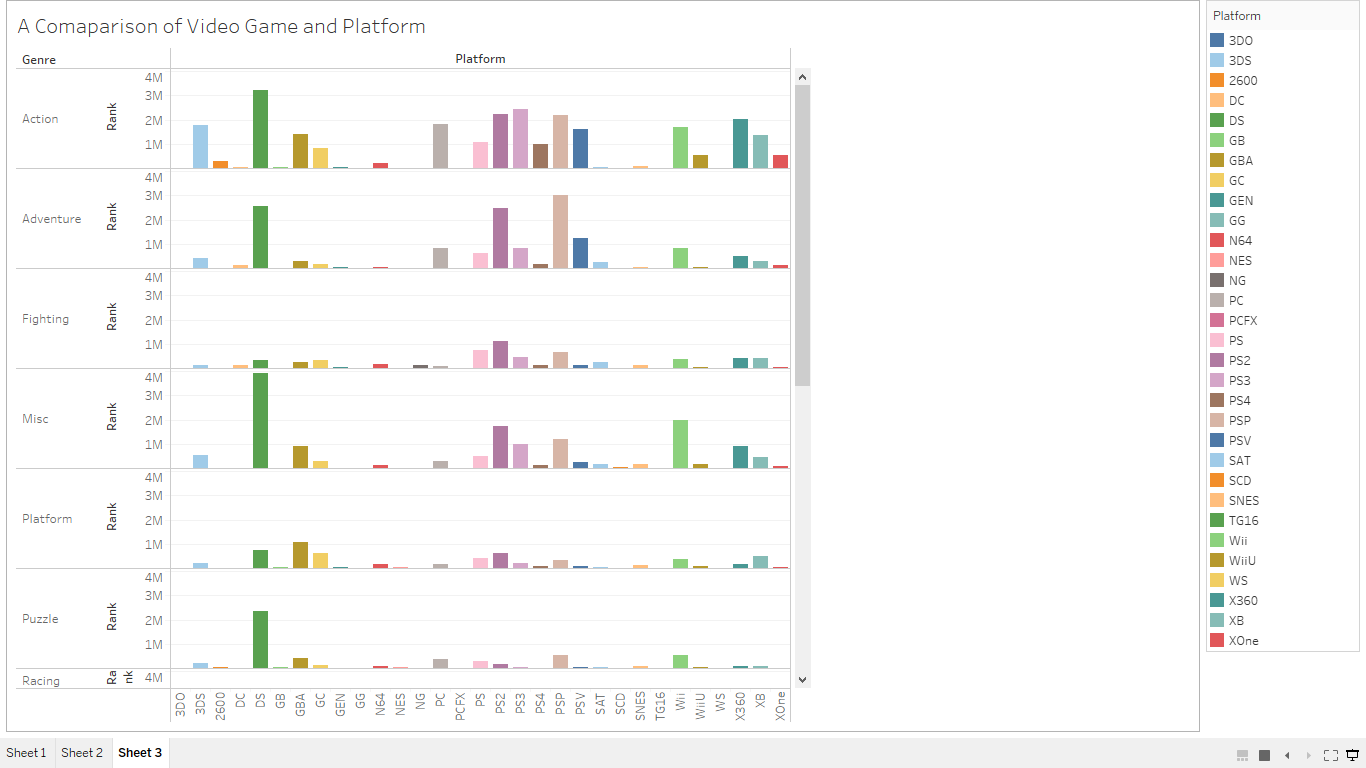 A Comaparison of Video Game and Platform
Genre
Platform
Action
Rank
4M
3M
2M
1M
Adventure
Rank
4M
3M
2M
1M
Fighting
Rank
4M
3M
2M
1M
Misc
Rank
4M
3M
2M
1M
Platform
Rank
4M
3M
2M
1M
Puzzle
Rank
4M
3M
2M
1M
Racing
Ra
nk
4M
3DO
3DS
2600
DC
DS
GB
GBA
GC
GEN
GG
N64
NES
NG
PC
PCFX
PS
PS2
PS3
PS4
PSP
PSV
SAT
SCD
SNES
TG16
Wii
WiiU
WS
X360
XB
XOne
Platform
3DO
3DS
2600
DC
DS
GB
GBA
GC
GEN
GG
N64
NES
NG
PC
PCFX
PS
PS2
PS3
PS4
PSP
PSV
SAT
SCD
SNES
TG16
Wii
WiiU
WS
X360
XB
XOne
Sheet 1
Sheet 2
Sheet 3